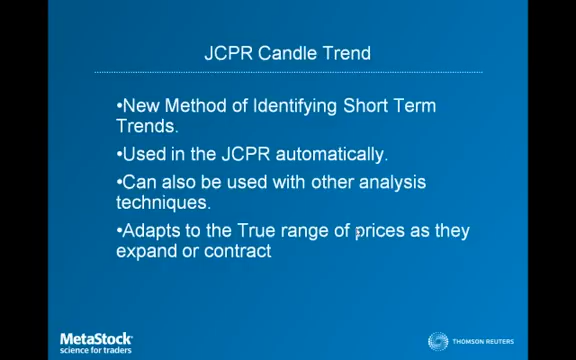 JCPR Candle Trend
•New Method of Identifying Short Term
Trends.
•Used in the JCPR automatically.
•Can also be used with other analysis
techniques.
•Adapts to the True range of prices as they
expand or contract
MetaStock
science for traders
THOMSON REUTERS